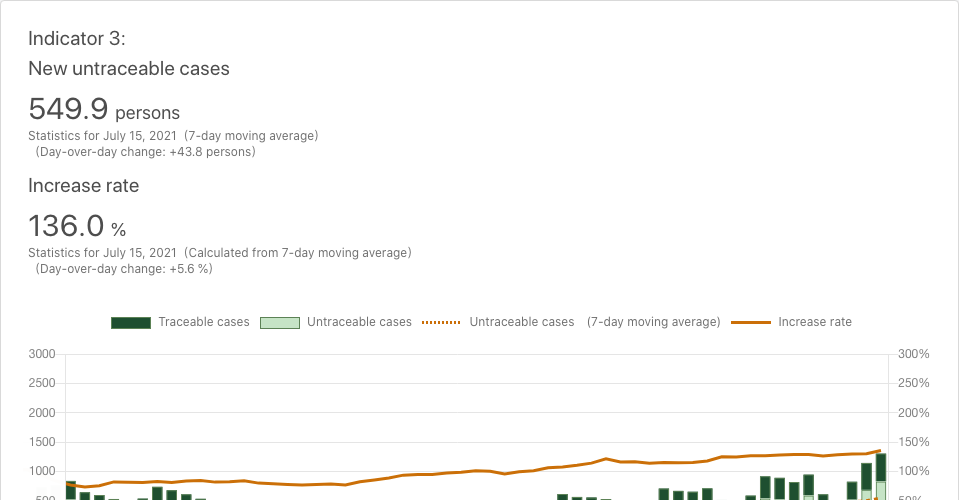 Indicator 3:
New untraceable cases
549.9 persons
Statistics for July 15, 2021 (7-day moving average)
(Day-over-day change: +43.8 persons)
Increase rate
136.0 %
Statistics for July 15, 2021 (Calculated from 7-day moving average)
(Day-over-day change: +5.6 %)
Traceable cases Untraceable cases Untraceable cases (7-day moving average) Increase rate
3000 300%
2500 250%
2000 200%
1500 150%
1000 100%
500 50%